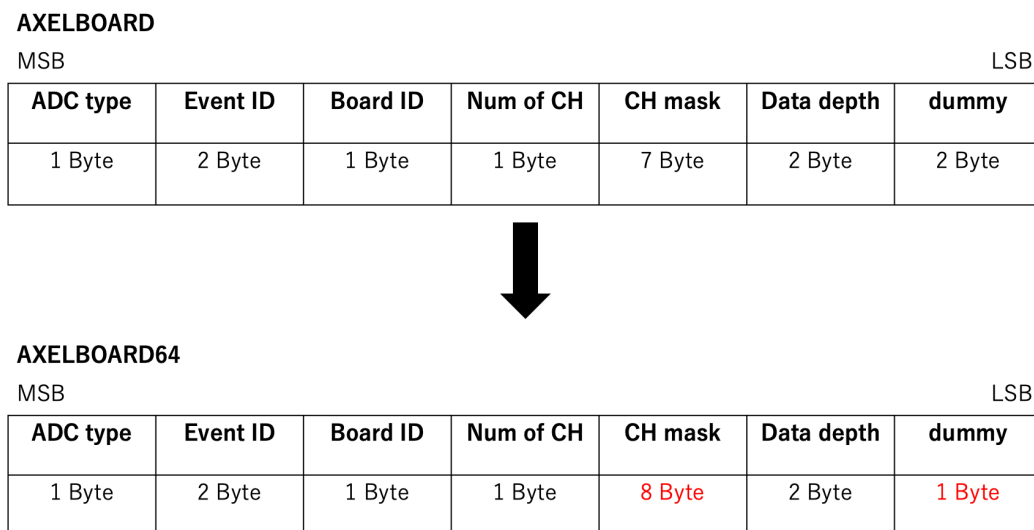 AXELBOARD
MSB LSB
ADC type Event ID Board ID Num of CH CH mask Data depth dummy
1 Byte 2 Byte 1 Byte 1 Byte 7 Byte 2 Byte 2 Byte
AXELBOARD64
MSB LSB
ADC type Event ID Board ID Num of CH CH mask Data depth dummy
1 Byte 2 Byte 1 Byte 1 Byte 8 Byte 2 Byte 1 Byte